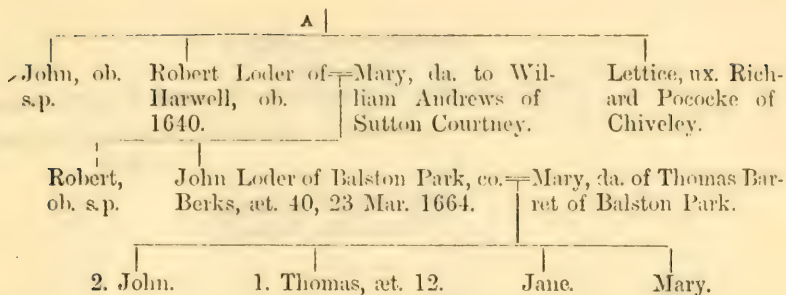 A
John, ob. s.p.
Robert Loder of Harwell, ob. 1640.
Mary, da. to William Andrews of Sutton Courtney.
Lettice, ux. Richard Pococke of Chiveley.
Robert, ob. s.p.
John Loder of Balston Park, co. Berks, æt. 40, 23 Mar. 1664.
Mary, da. of Thomas Barret of Balston Park.
2. John.
1. Thomas, æt. 12.
Jane.
Mary.